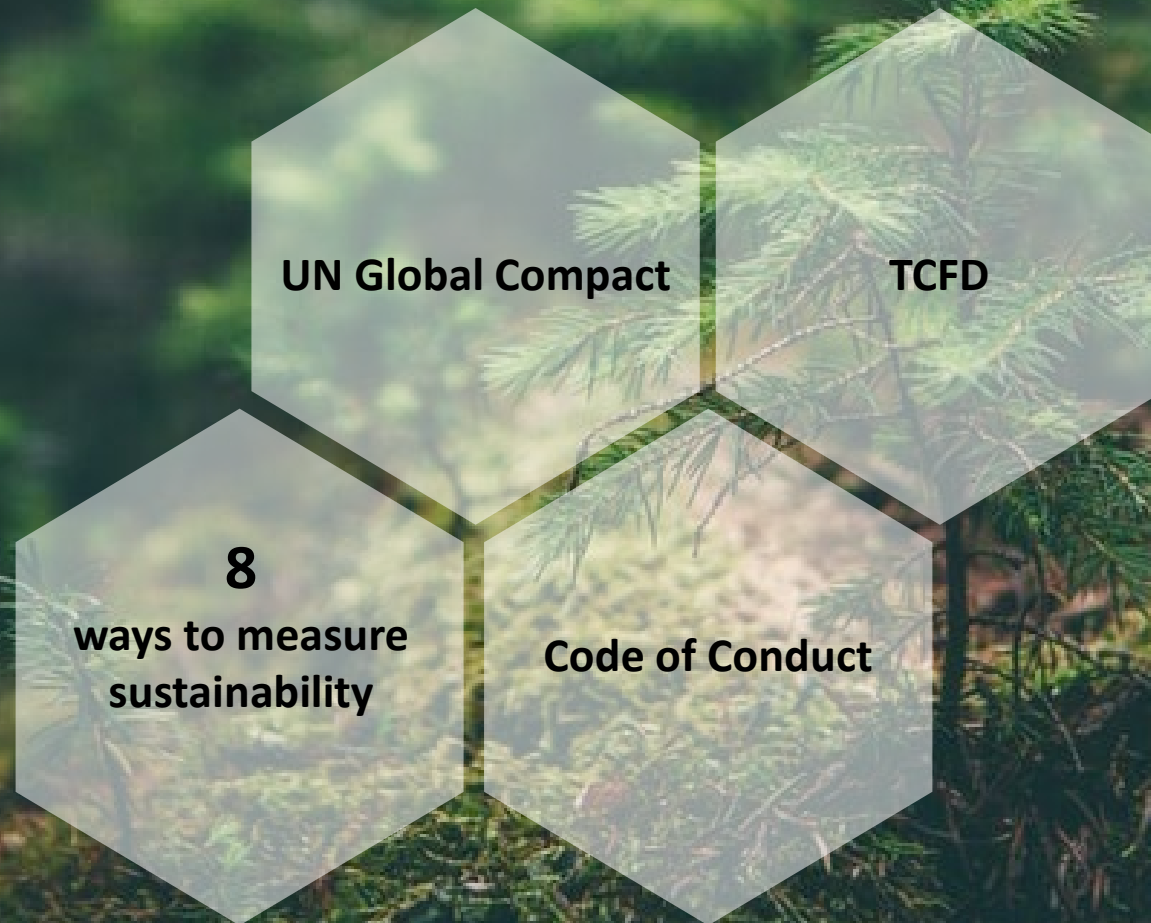 UN Global Compact
TCFD
8
ways to measure
sustainability
Code of Conduct